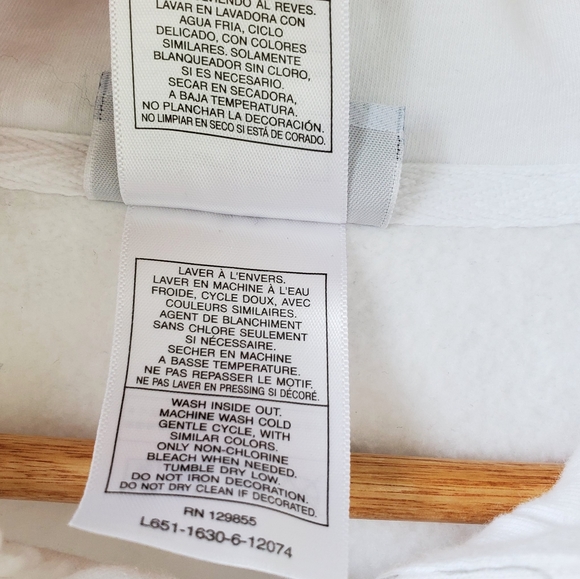 AL REVES.
LAVAR EN LAVADORA CON
AGUA FRIA, CICLO
DELICADO, CON COLORES
SIMILARES. SOLAMENTE
BLANQUEADOR SIN CLORO,
SI ES NECESARIO.
SECAR EN SECADORA,
A BAJA TEMPERATURA.
NO PLANCHAR LA DECORACIÓN.
NO LIMPIAR EN SECO SI ESTÁ DE CORADO.
LAVER À L'ENVERS.
LAVER EN MACHINE À L'EAU
FROIDE, CYCLE DOUX, AVEC
COULEURS SIMILAIRES.
AGENT DE BLANCHIMENT
SANS CHLORE SEULEMENT
SI NÉCESSAIRE.
SECHER EN MACHINE
A BASSE TEMPERATURE.
NE PAS REPASSER LE MOTIF.
NE PAS LAVER EN PRESSING SI DÉCORÉ.
WASH INSIDE OUT.
MACHINE WASH COLD
GENTLE CYCLE, WITH
SIMILAR COLORS.
ONLY NON-CHLORINE
BLEACH WHEN NEEDED.
TUMBLE DRY LOW.
DO NOT IRON DECORATION.
DO NOT DRY CLEAN IF DECORATED.
RN 129855
L651-1630-6-12074